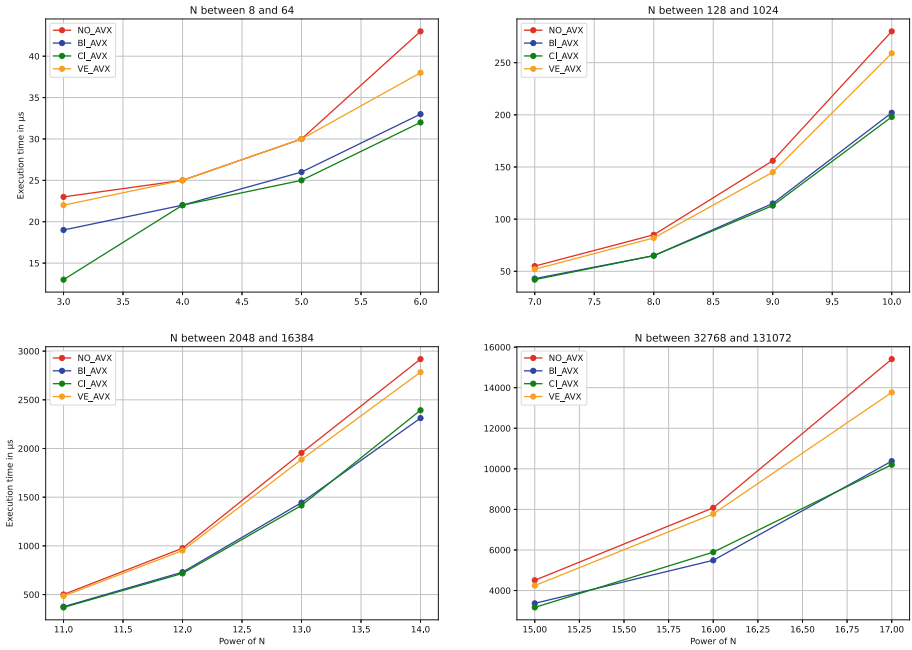 N between 8 and 64
Execution time in µs
40
35
30
25
20
15
NO_AVX
BI_AVX
CI_AVX
VE_AVX
3.0 3.5 4.0 4.5 5.0 5.5 6.0
N between 128 and 1024
250
200
150
100
50
NO_AVX
BI_AVX
CI_AVX
VE_AVX
7.0 7.5 8.0 8.5 9.0 9.5 10.0
N between 2048 and 16384
Execution time in µs
3000
2500
2000
1500
1000
500
NO_AVX
BI_AVX
CI_AVX
VE_AVX
11.0 11.5 12.0 12.5 13.0 13.5 14.0
Power of N
N between 32768 and 131072
16000
14000
12000
10000
8000
6000
4000
NO_AVX
BI_AVX
CI_AVX
VE_AVX
15.00 15.25 15.50 15.75 16.00 16.25 16.50 16.75 17.00
Power of N